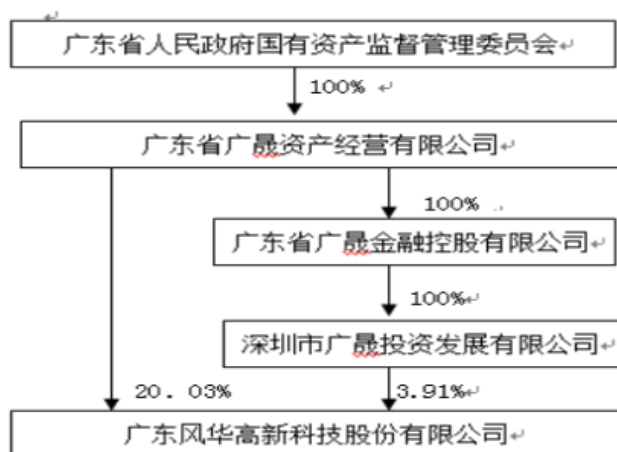 广东省人民政府国有资产监督管理委员会
100%
广东省广晟资产经营有限公司
100%
广东省广晟金融控股有限公司
100%
深圳市广晟投资发展有限公司
20．03% 3.91%
广东风华高新科技股份有限公司